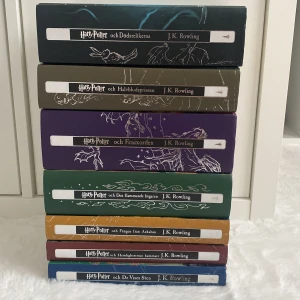 Harry Potter och Dödsrelikerna J.K. Rowling
Harry Potter och Halvblodsprinsen J.K. Rowling
Harry Potter och Fenixorden J.K. Rowling
Harry Potter och Den Flammande Bägaren J.K. Rowling
Harry Potter och Fången från Azkaban J.K. Rowling
Harry Potter och Hemligheternas kammare J.K. Rowling
Harry Potter och De Vises Sten J.K. Rowling